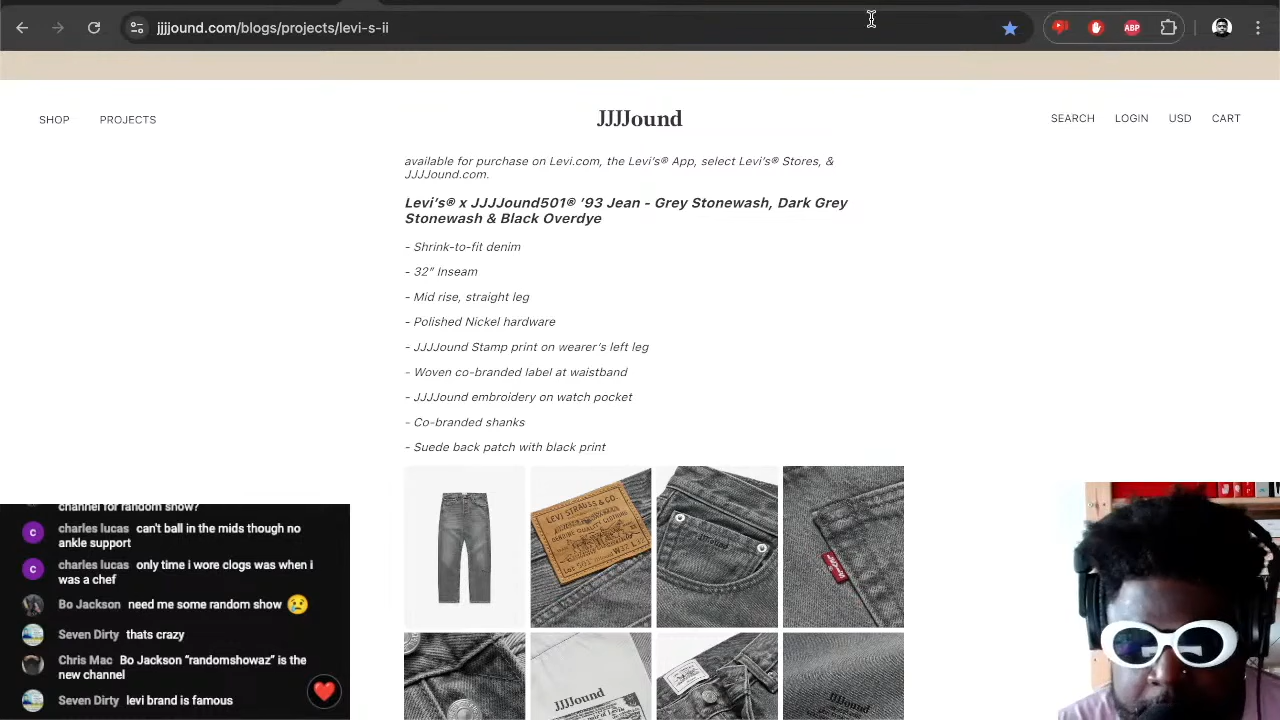 jjjjound.com/blogs/projects/levi-s-ii
ABP
SHOP
PROJECTS
JJJJound
SEARCH
LOGIN
USD
CART
available for purchase on Levi.com, the Levi's® App, select Levi's® Stores, &
JJJJound.com.
Levi's® x JJJJound501® '93 Jean - Grey Stonewash, Dark Grey
Stonewash & Black Overdye
- Shrink-to-fit denim
- 32" Inseam
- Mid rise, straight leg
- Polished Nickel hardware
- JJJJound Stamp print on wearer's left leg
- Woven co-branded label at waistband
- JJJJound embroidery on watch pocket
- Co-branded shanks
- Suede back patch with black print
LEVI STRAUSS & CO.
JJJJound
JJJJound
JJJJound
channel for random show?
C
charles lucas can't ball in the mids though no
ankle support
C
charles lucas only time i wore clogs was when i
was a chef
Bo Jackson need me some random show 😢
Seven Dirty thats crazy
Chris Mac Bo Jackson "randomshowaz" is the
new channel
Seven Dirty levi brand is famous